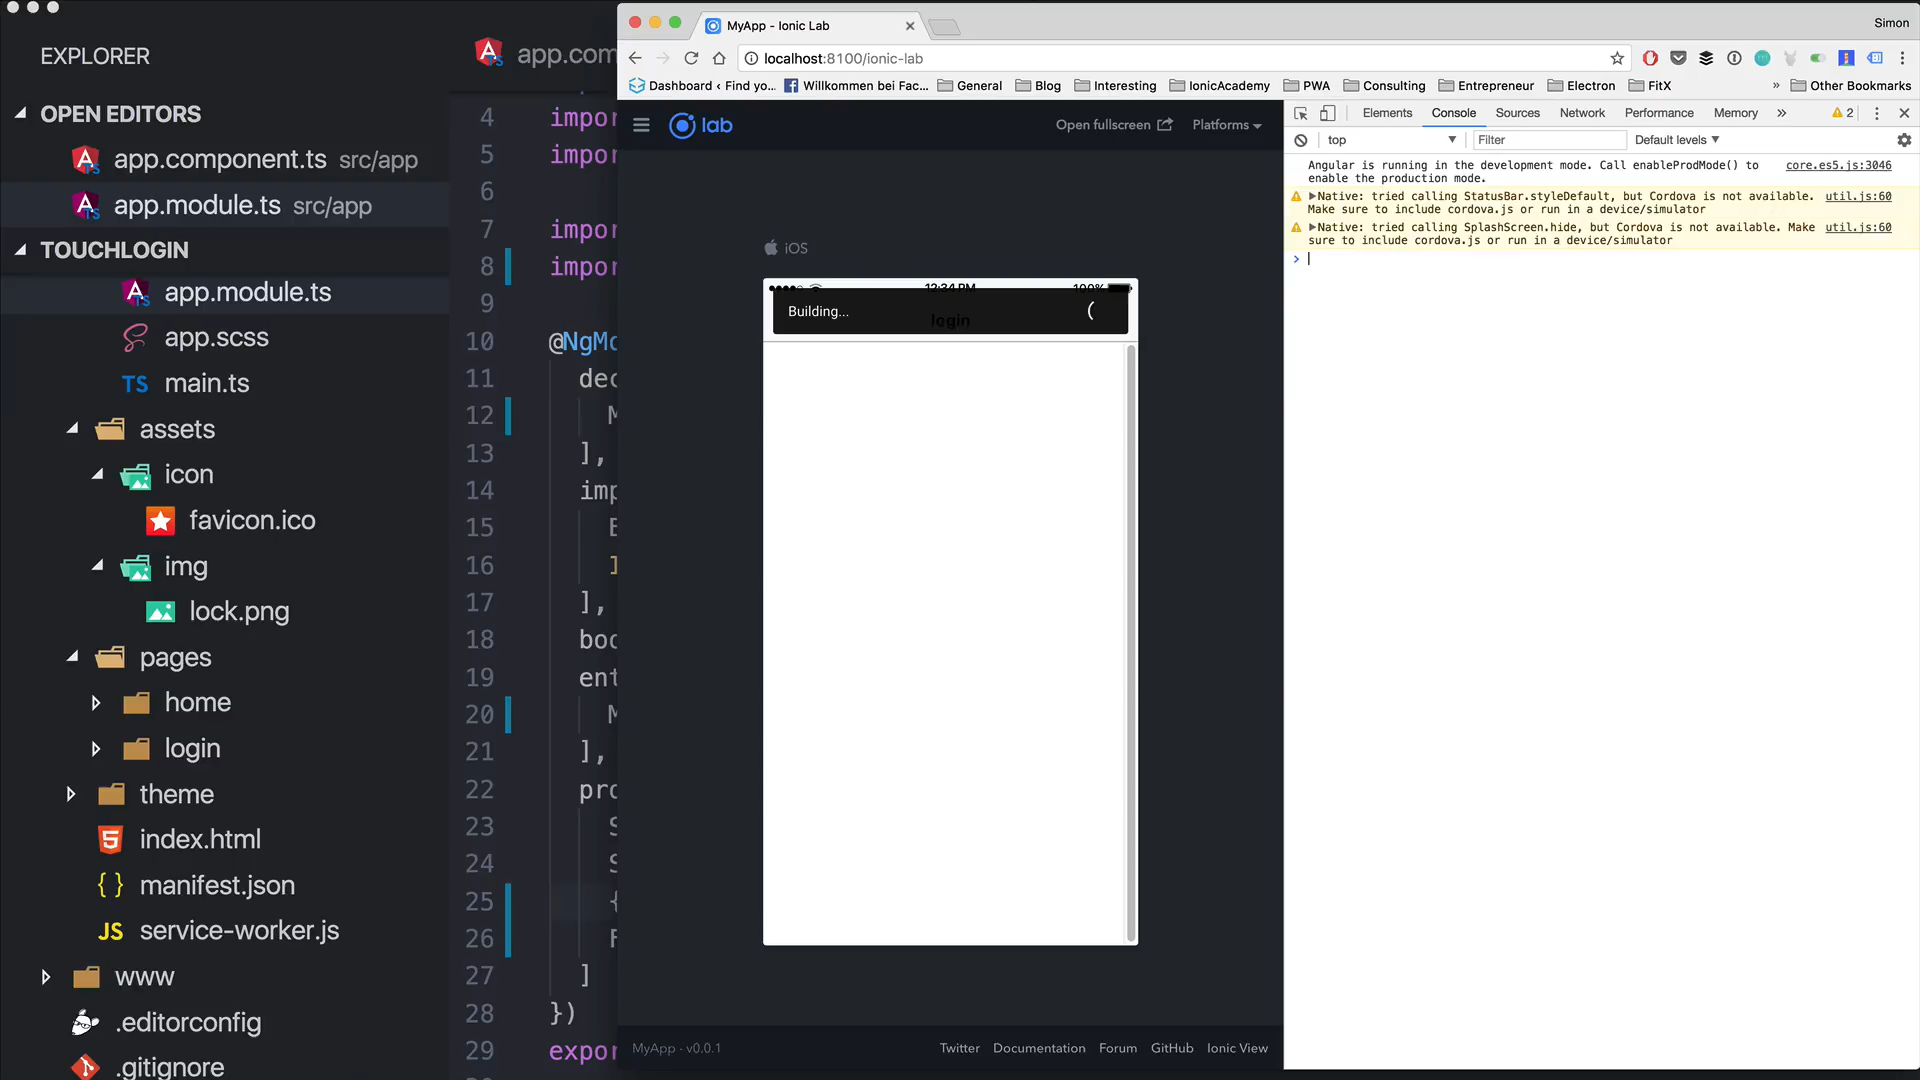 EXPLORER
OPEN EDITORS
app.component.ts src/app
app.module.ts src/app
TOUCHLOGIN
app.module.ts
app.scss
TS main.ts
assets
icon
favicon.ico
img
lock.png
pages
home
login
theme
index.html
{ } manifest.json
JS service-worker.js
www
.editorconfig
.gitignore
app.com
4 impor
5 impor
6
7 impor
8 impor
9
10 @NgMo
11 dec
12 M
13 ],
14 imp
15 B
16 I
17 ],
18 boo
19 ent
20 M
21 ],
22 pro
23 S
24 S
25 {
26 F
27 ]
28 })
29 expor
MyApp - Ionic Lab
Simon
localhost:8100/ionic-lab
Dashboard ‹ Find yo...
Willkommen bei Fac...
General
Blog
Interesting
IonicAcademy
PWA
Consulting
Entrepreneur
Electron
FitX
»
Other Bookmarks
lab
Open fullscreen
Platforms
iOS
12:34 PM
100%
Building...
login
MyApp - v0.0.1
Twitter
Documentation
Forum
GitHub
Ionic View
Elements
Console
Sources
Network
Performance
Memory
»
2
top
Filter
Default levels
Angular is running in the development mode. Call enableProdMode() to core.es5.js:3046
enable the production mode.
Native: tried calling StatusBar.styleDefault, but Cordova is not available. util.js:60
Make sure to include cordova.js or run in a device/simulator
Native: tried calling SplashScreen.hide, but Cordova is not available. Make util.js:60
sure to include cordova.js or run in a device/simulator
>